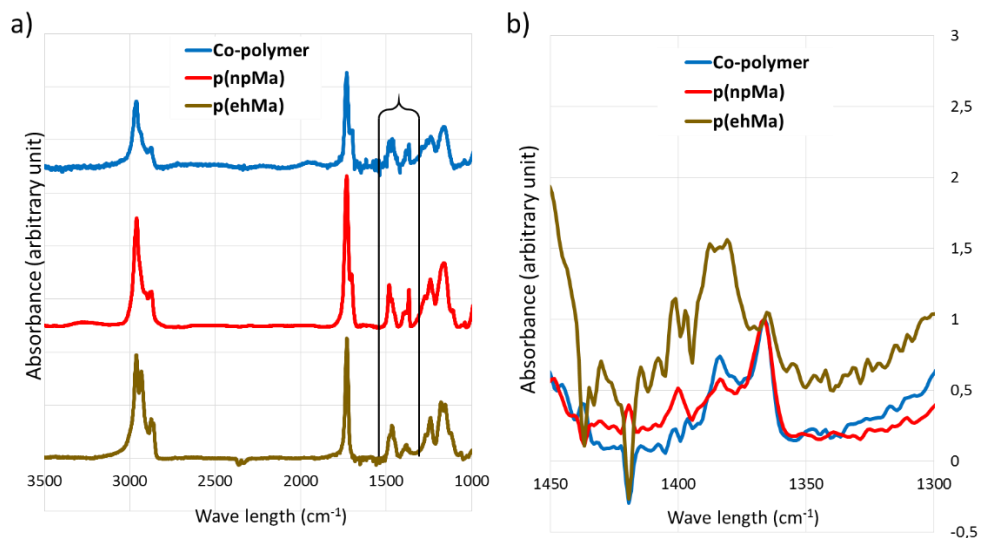 a)
Co-polymer
p(npMa)
p(ehMa)
Absorbance (arbitrary unit)
3500 3000 2500 2000 1500 1000
Wave length (cm⁻¹)
b)
Co-polymer
p(npMa)
p(ehMa)
Absorbance (arbitrary unit)
3
2,5
2
1,5
1
0,5
0
-0,5
1450 1400 1350 1300
Wave length (cm⁻¹)